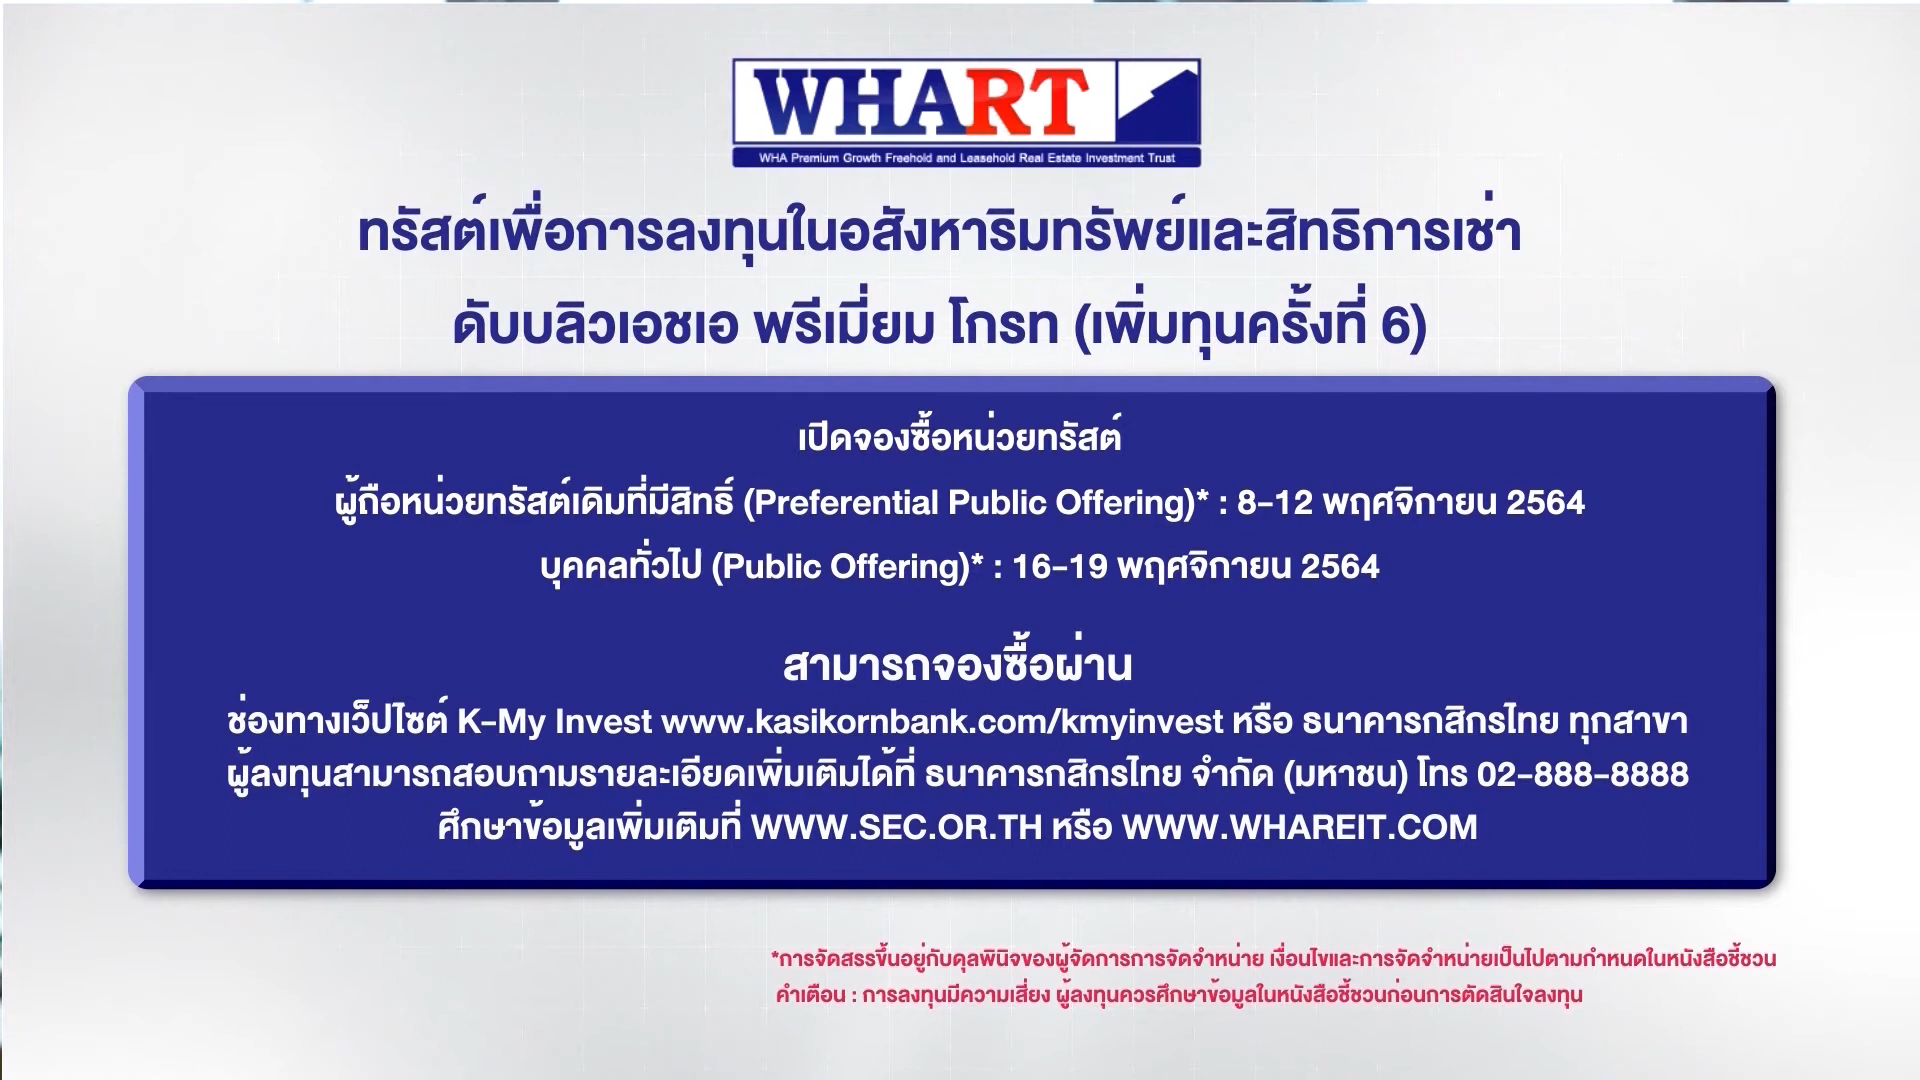 WHART
WHA Premium Growth Freehold and Leasehold Real Estate Investment Trust
ทรัสต์เพื่อการลงทุนในอสังหาริมทรัพย์และสิทธิการเช่า
ดับบลิวเอชเอ พรีเมี่ยม โกรท (เพิ่มทุนครั้งที่ 6)
เปิดจองซื้อหน่วยทรัสต์
ผู้ถือหน่วยทรัสต์เดิมที่มีสิทธิ์ (Preferential Public Offering)* : 8-12 พฤศจิกายน 2564
บุคคลทั่วไป (Public Offering)* : 16-19 พฤศจิกายน 2564
สามารถจองซื้อผ่าน
ช่องทางเว็ปไซต์ K-My Invest www.kasikornbank.com/kmyinvest หรือ ธนาคารกสิกรไทย ทุกสาขา
ผู้ลงทุนสามารถสอบถามรายละเอียดเพิ่มเติมได้ที่ ธนาคารกสิกรไทย จำกัด (มหาชน) โทร 02-888-8888
ศึกษาข้อมูลเพิ่มเติมที่ WWW.SEC.OR.TH หรือ WWW.WHAREIT.COM
*การจัดสรรขึ้นอยู่กับดุลพินิจของผู้จัดการการจัดจำหน่าย เงื่อนไขและการจัดจำหน่ายเป็นไปตามกำหนดในหนังสือชี้ชวน
คำเตือน : การลงทุนมีความเสี่ยง ผู้ลงทุนควรศึกษาข้อมูลในหนังสือชี้ชวนก่อนการตัดสินใจลงทุน